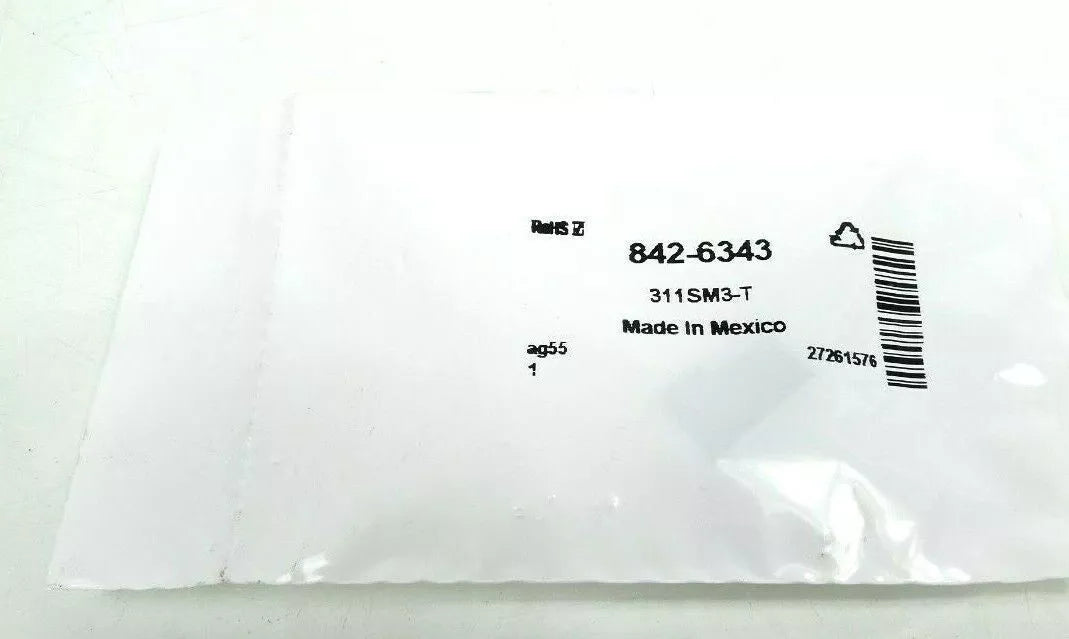 RoHS ☑
842-6343
311SM3-T
Made In Mexico
ag55
1
27261576